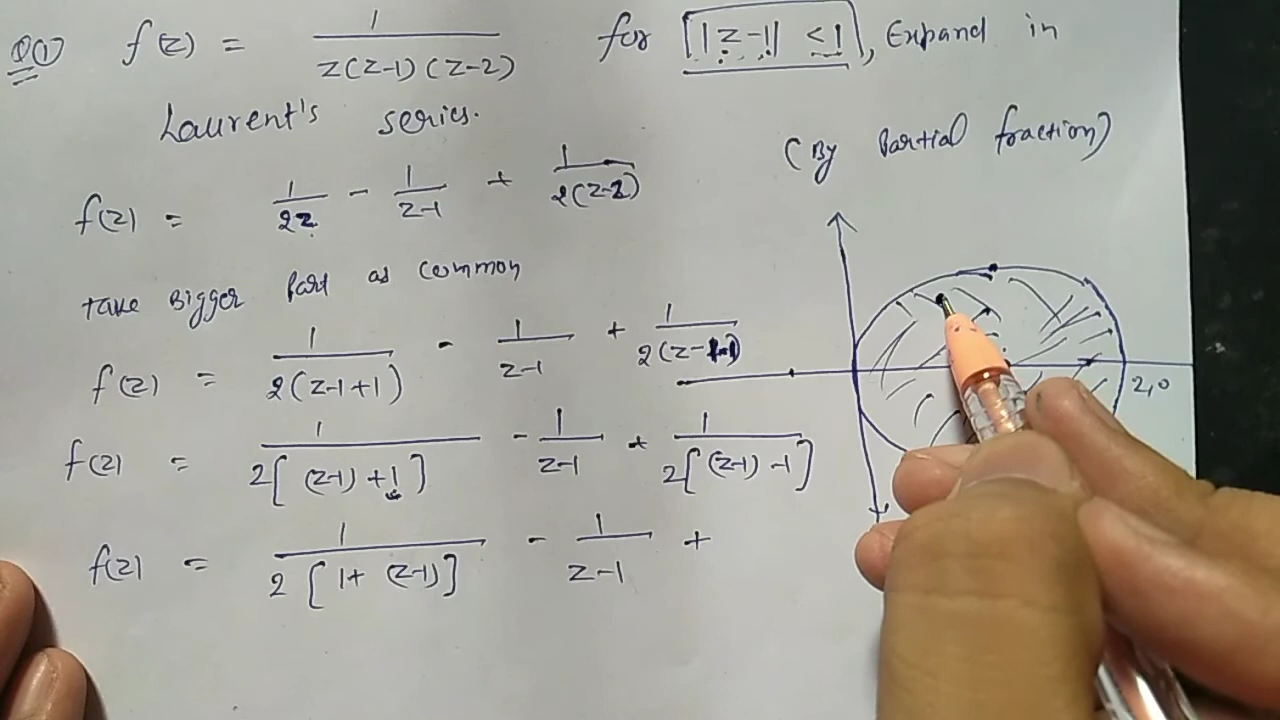 Q① f(z) = 1/z(z-1)(z-2) for |z-1| < 1, Expand in
Laurent's series.
(By Partial fraction)
f(z) = 1/2z - 1/z-1 + 1/2(z-2)
take Bigger Part as common
f(z) = 1/2(z-1+1) - 1/z-1 + 1/2(z-1-1)
2,0
f(z) = 1/2[(z-1)+1] - 1/z-1 + 1/2[(z-1)-1]
f(z) = 1/2[1+(z-1)] - 1/z-1 +